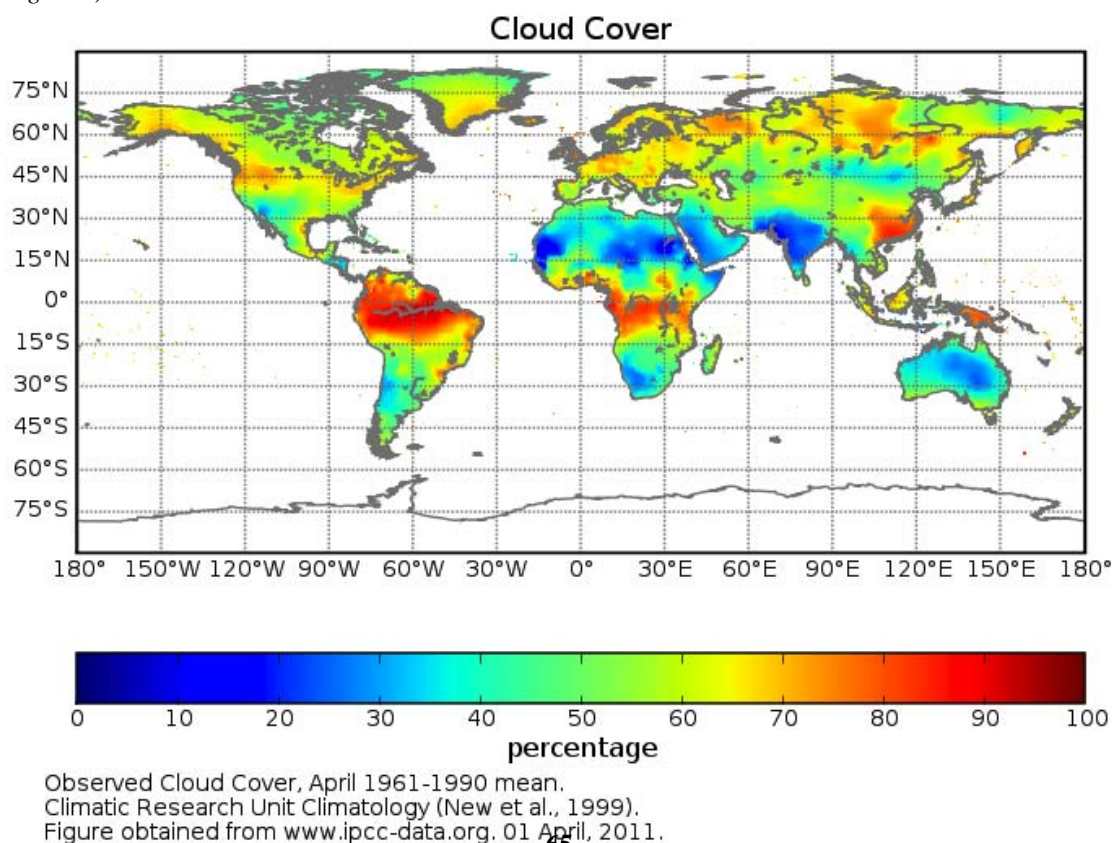 Cloud Cover
75°N
60°N
45°N
30°N
15°N
0°
15°S
30°S
45°S
60°S
75°S
180° 150°W 120°W 90°W 60°W 30°W 0° 30°E 60°E 90°E 120°E 150°E 180°
0 10 20 30 40 50 60 70 80 90 100
percentage
Observed Cloud Cover, April 1961-1990 mean.
Climatic Research Unit Climatology (New et al., 1999).
Figure obtained from www.ipcc-data.org. 01 April, 2011.
45